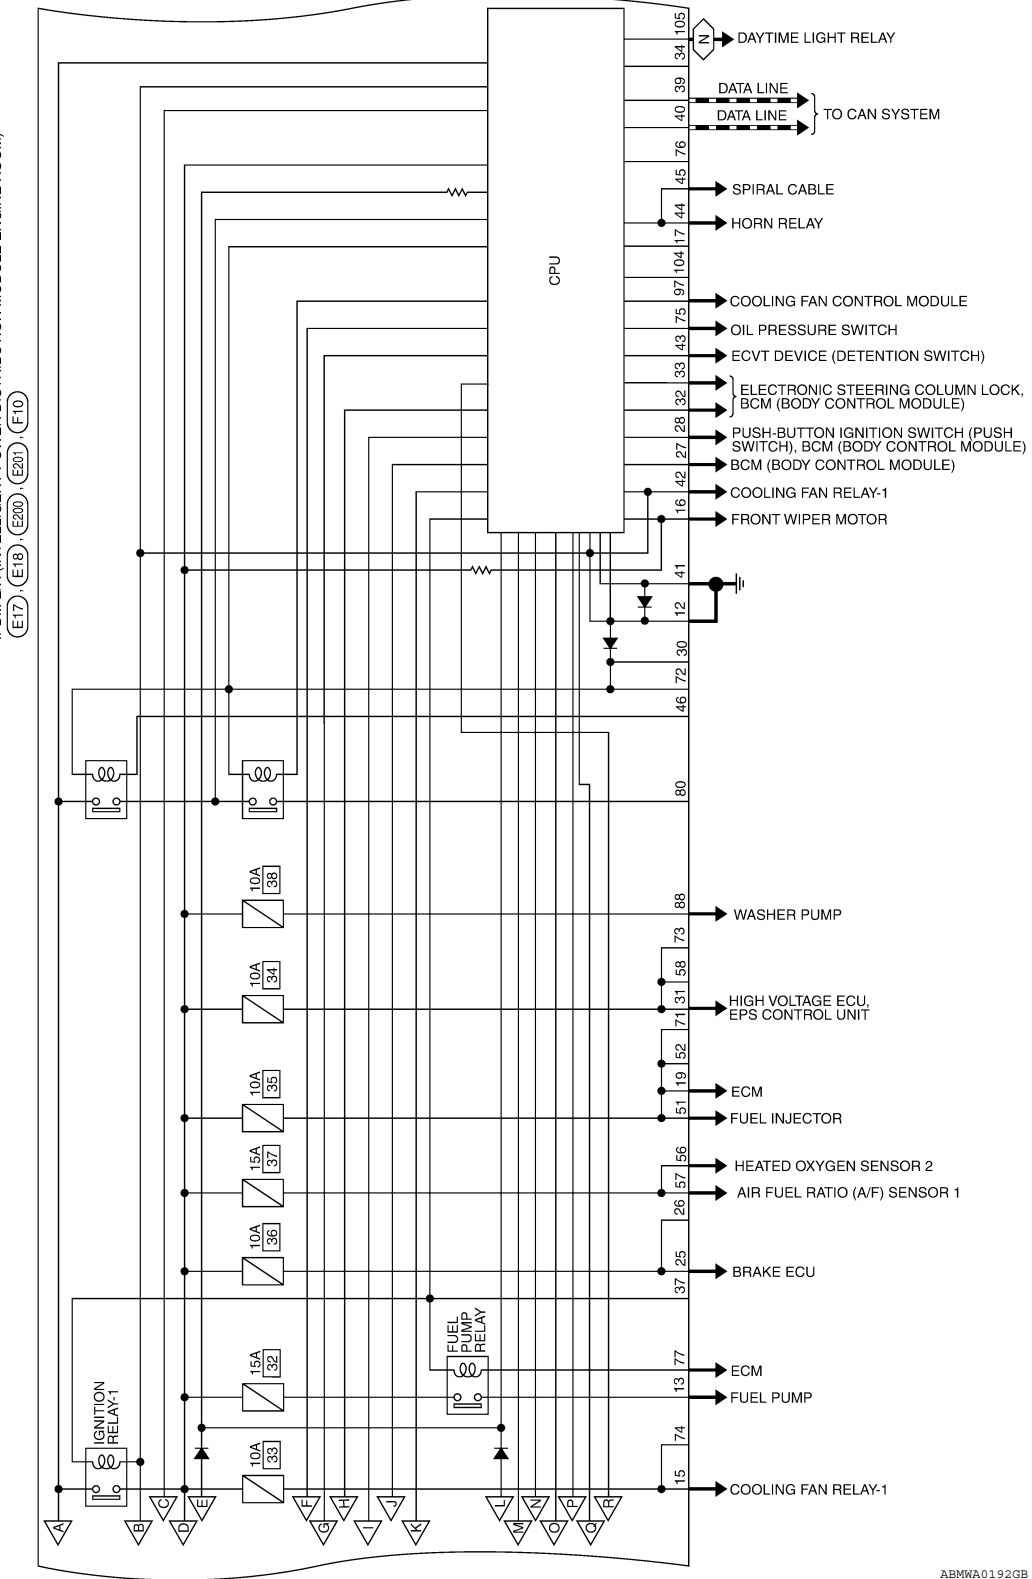 E17 , E18 , E200 , E201 , F10
CPU
105
DAYTIME LIGHT RELAY
N
34
39
DATA LINE
40
DATA LINE
TO CAN SYSTEM
76
45
SPIRAL CABLE
44
HORN RELAY
17
104
97
COOLING FAN CONTROL MODULE
75
OIL PRESSURE SWITCH
43
ECVT DEVICE (DETENTION SWITCH)
33
ELECTRONIC STEERING COLUMN LOCK,
32
BCM (BODY CONTROL MODULE)
28
PUSH-BUTTON IGNITION SWITCH (PUSH
SWITCH), BCM (BODY CONTROL MODULE)
27
BCM (BODY CONTROL MODULE)
42
COOLING FAN RELAY-1
16
FRONT WIPER MOTOR
41
12
30
72
46
80
10A
38
88
WASHER PUMP
73
58
10A
34
31
HIGH VOLTAGE ECU,
EPS CONTROL UNIT
71
52
19
ECM
10A
35
51
FUEL INJECTOR
56
HEATED OXYGEN SENSOR 2
15A
37
57
AIR FUEL RATIO (A/F) SENSOR 1
26
10A
36
25
BRAKE ECU
37
FUEL
PUMP
RELAY
77
ECM
15A
32
13
FUEL PUMP
IGNITION
RELAY-1
74
10A
33
15
COOLING FAN RELAY-1
A
B
C
D
E
F
G
H
I
J
K
L
M
N
O
P
Q
R
ABMWA0192GB